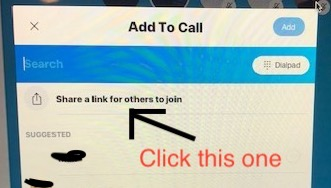 Add To Call
Add
Search
Dialpad
Share a link for others to join
SUGGESTED
Click this one